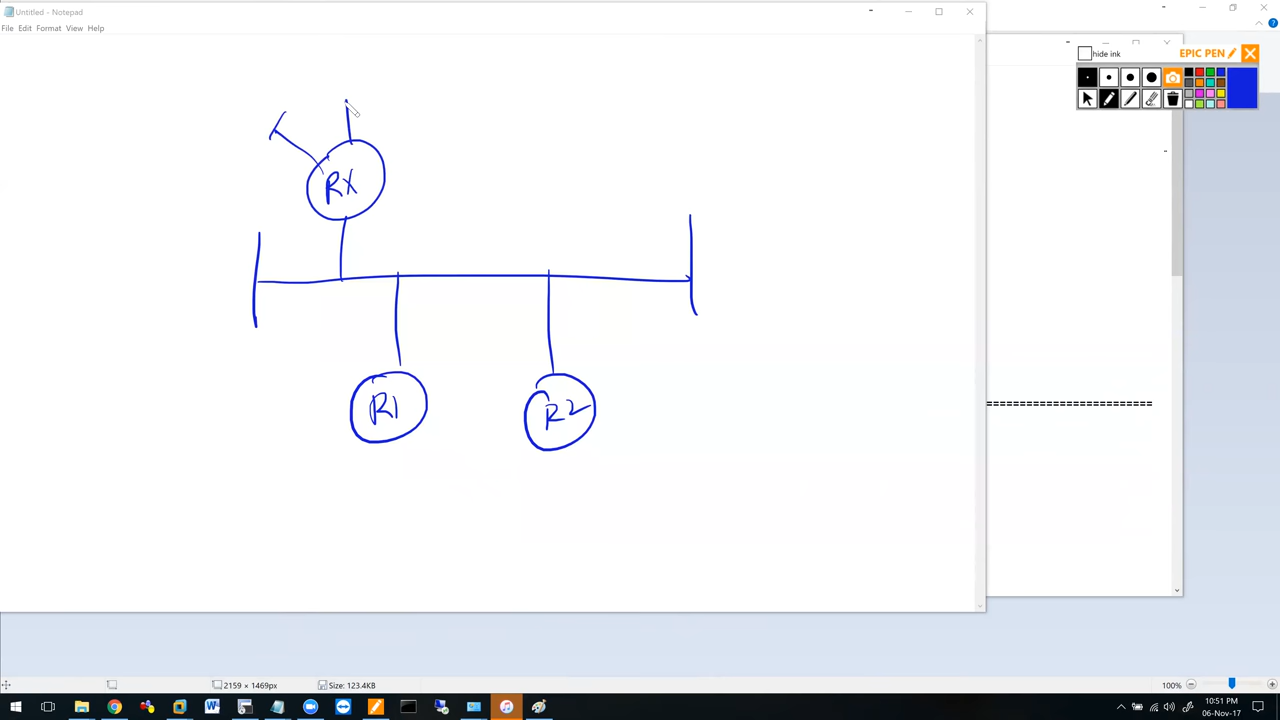 Untitled - Notepad
File Edit Format View Help
hide ink
EPIC PEN
RX
R1
R2
========================
2159 × 1469px
Size: 123.4KB
100%
10:51 PM
06-Nov-17